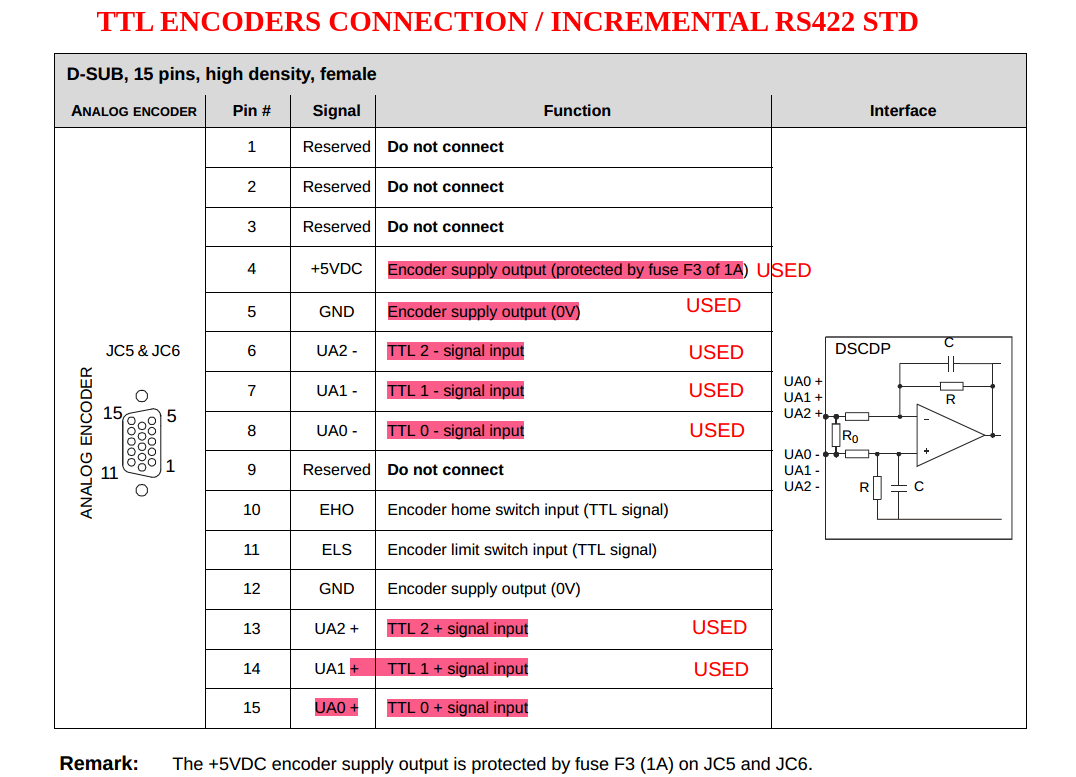 TTL ENCODERS CONNECTION / INCREMENTAL RS422 STD
D-SUB, 15 pins, high density, female
ANALOG ENCODER Pin # Signal Function Interface
1 Reserved Do not connect
2 Reserved Do not connect
3 Reserved Do not connect
4 +5VDC Encoder supply output (protected by fuse F3 of 1A) USED
5 GND Encoder supply output (0V) USED
6 UA2 - TTL 2 - signal input USED
7 UA1 - TTL 1 - signal input USED
8 UA0 - TTL 0 - signal input USED
9 Reserved Do not connect
10 EHO Encoder home switch input (TTL signal)
11 ELS Encoder limit switch input (TTL signal)
12 GND Encoder supply output (0V)
13 UA2 + TTL 2 + signal input USED
14 UA1 + TTL 1 + signal input USED
15 UA0 + TTL 0 + signal input
JC5 & JC6
ANALOG ENCODER
15 5
11 1
DSCDP
C
R
UA0 +
UA1 +
UA2 +
R0
UA0 -
UA1 -
UA2 -
- 
+
R C
Remark: The +5VDC encoder supply output is protected by fuse F3 (1A) on JC5 and JC6.